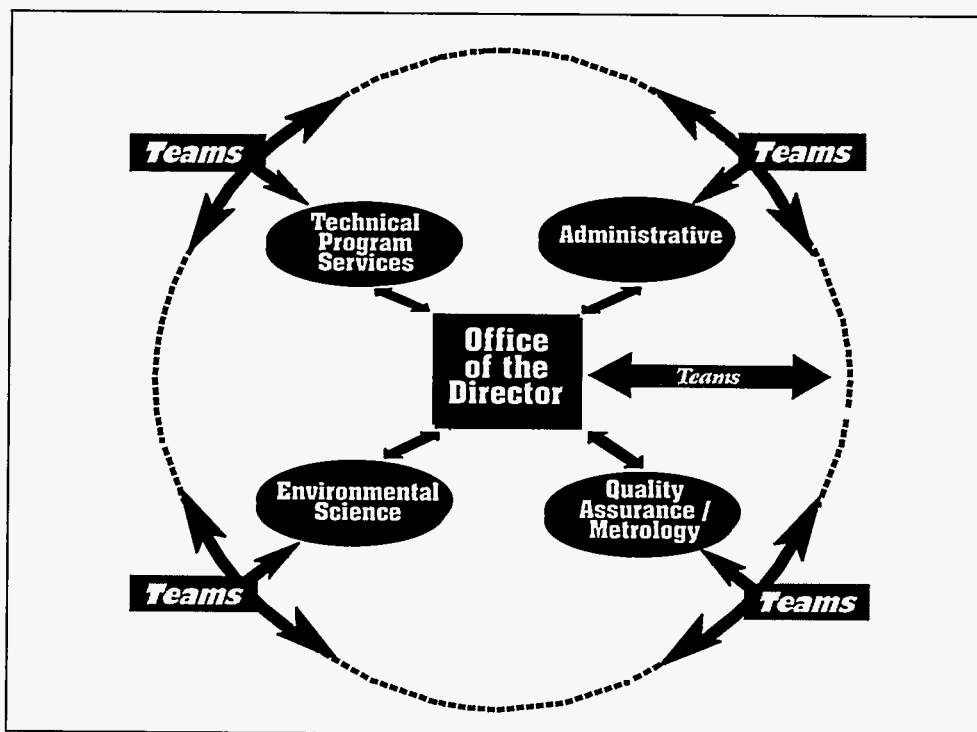 Teams
Teams
Technical
Program
Services
Administrative
Office
of the
Director
Teams
Environmental
Science
Quality
Assurance /
Metrology
Teams
Teams